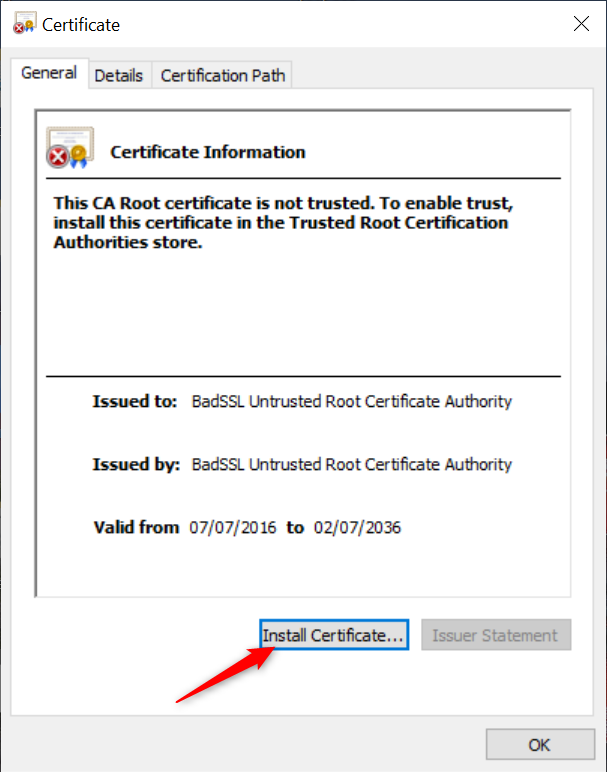 Certificate
General Details Certification Path
Certificate Information
This CA Root certificate is not trusted. To enable trust,
install this certificate in the Trusted Root Certification
Authorities store.
Issued to: BadSSL Untrusted Root Certificate Authority
Issued by: BadSSL Untrusted Root Certificate Authority
Valid from 07/07/2016 to 02/07/2036
Install Certificate... Issuer Statement
OK